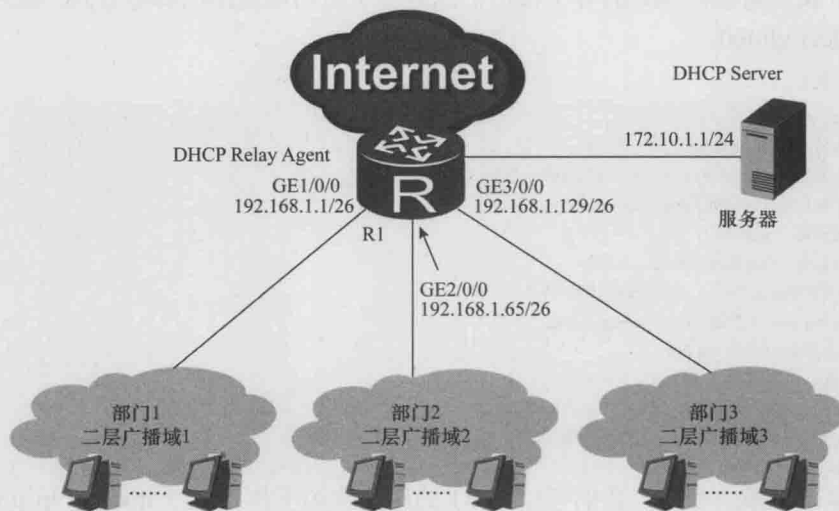 Internet
DHCP Server
172.10.1.1/24
服务器
DHCP Relay Agent
GE1/0/0
192.168.1.1/26
R
R1
GE3/0/0
192.168.1.129/26
GE2/0/0
192.168.1.65/26
部门1
二层广播域1
......
部门2
二层广播域2
......
部门3
二层广播域3
......